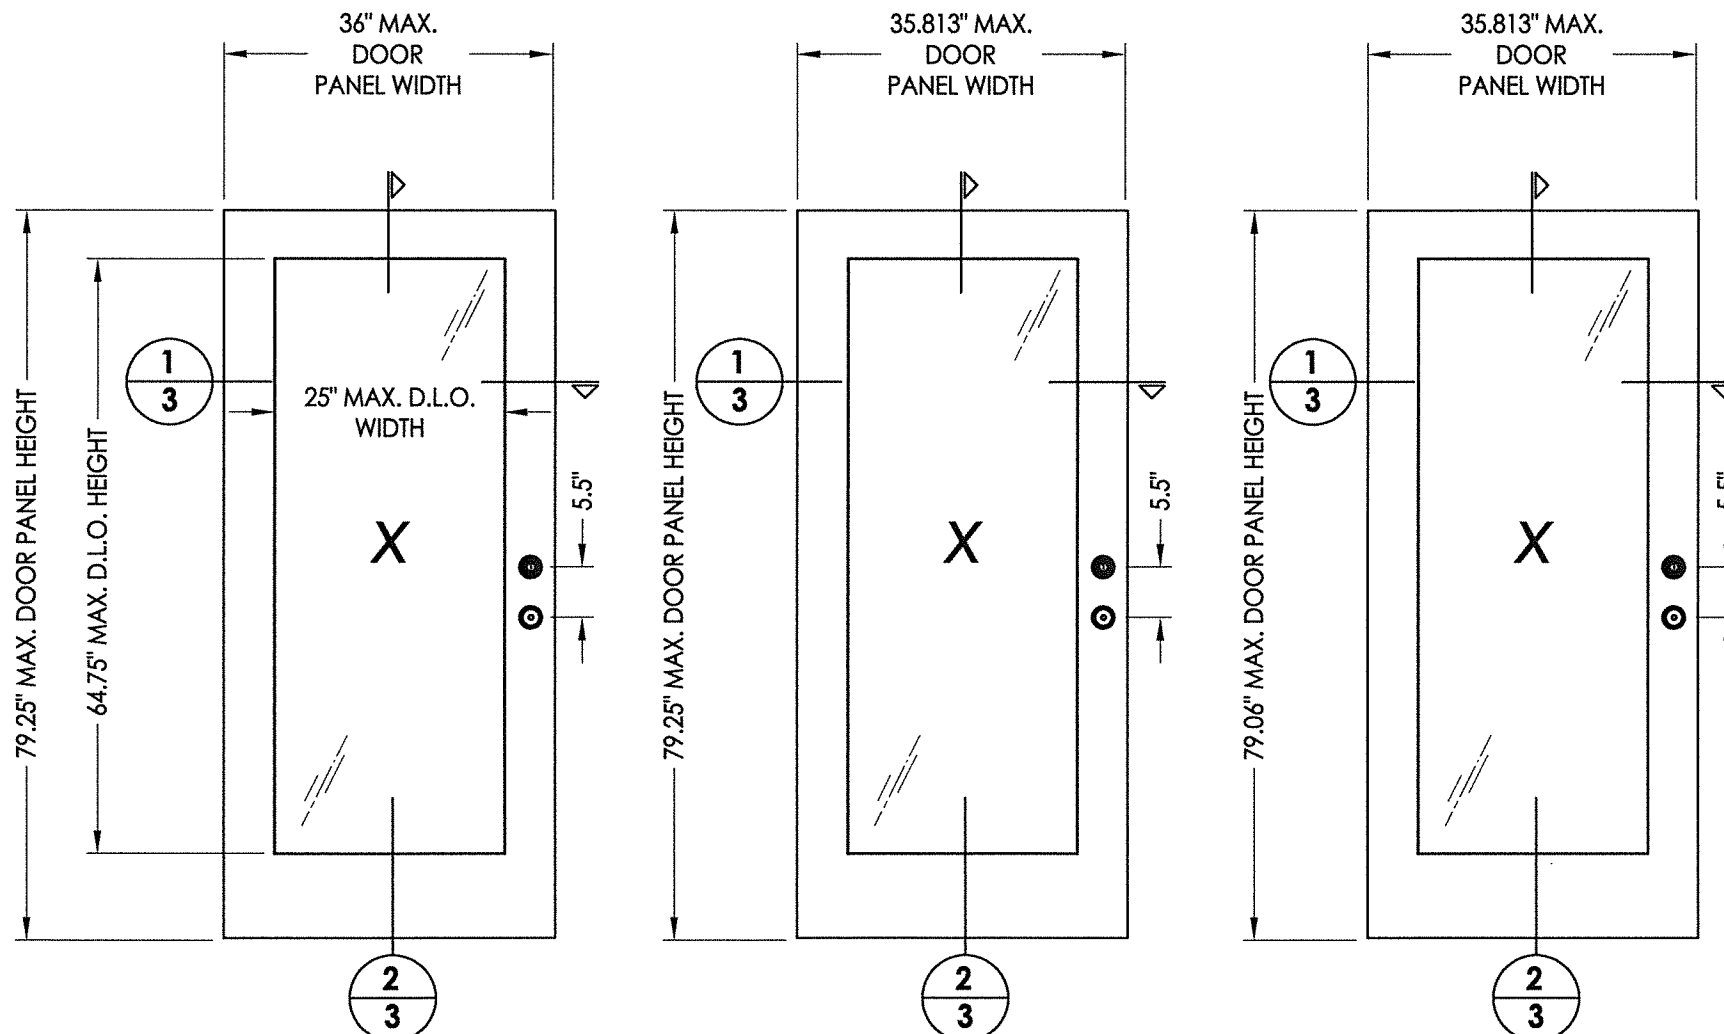 36" MAX.
DOOR
PANEL WIDTH
35.813" MAX.
DOOR
PANEL WIDTH
35.813" MAX.
DOOR
PANEL WIDTH
79.25" MAX. DOOR PANEL HEIGHT
64.75" MAX. D.L.O. HEIGHT
1
3
25" MAX. D.L.O.
WIDTH
X
5.5"
2
3
79.25" MAX. DOOR PANEL HEIGHT
1
3
X
5.5"
2
3
79.06" MAX. DOOR PANEL HEIGHT
1
3
X
5.5"
2
3